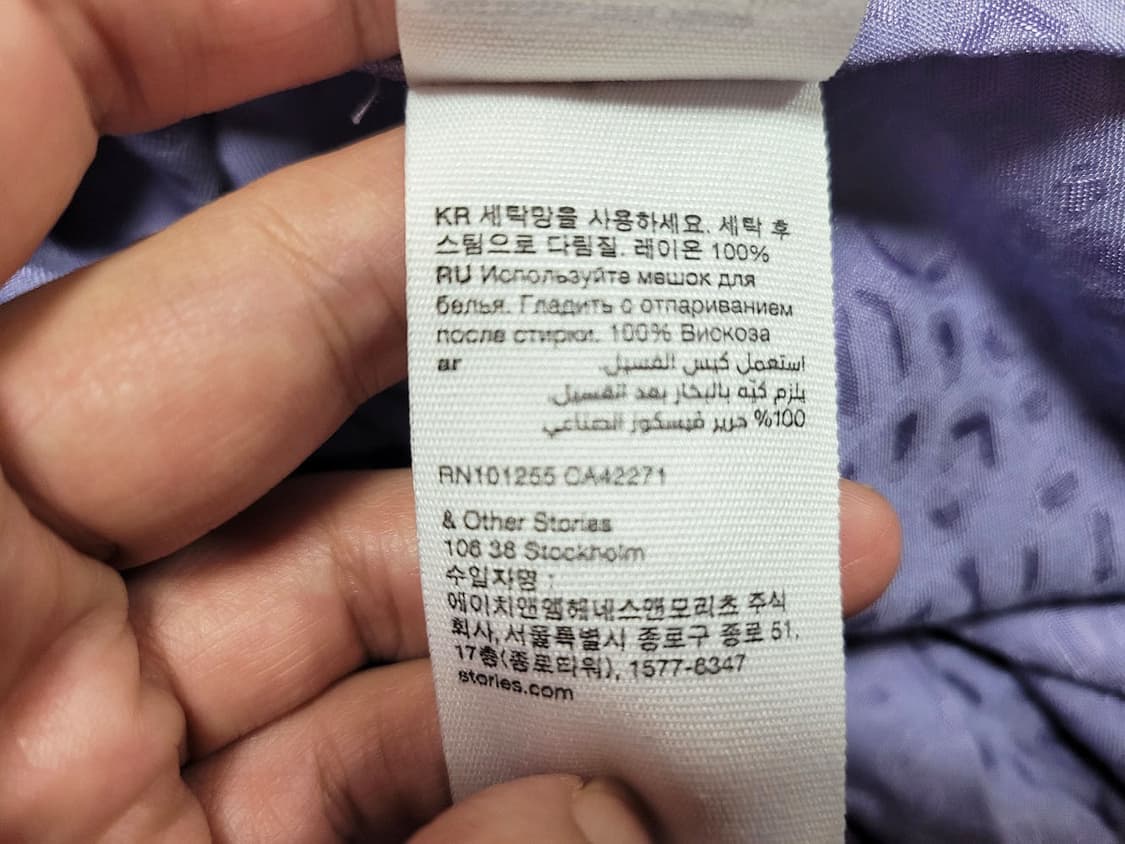 KR 세탁망을 사용하세요. 세탁 후
스팀으로 다림질. 레이온 100%
RU Используйте мешок для
белья. Гладить с отпариванием
после стирки. 100% Вискоза
ar استعمل كيس الغسيل.
يلزم كيّه بالبخار بعد الغسيل.
100% حرير فيسكوز الصناعي
RN101255 CA42271
& Other Stories
106 38 Stockholm
수입자명 :
에이치앤엠헤네스앤모리츠 주식
회사, 서울특별시 종로구 종로 51,
17층(종로타워), 1577-6347
stories.com